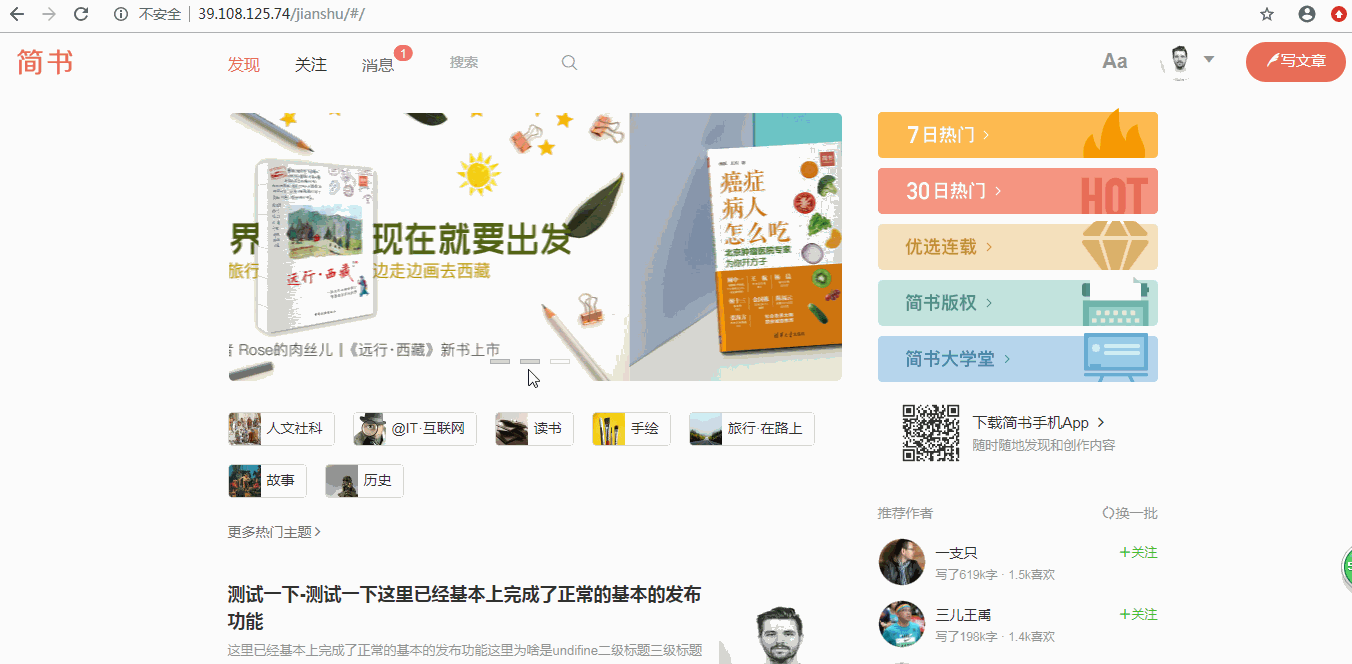 不安全 39.108.125.74/jianshu/#/
简书
发现 关注 消息 1 搜索 Aa 写文章
现在就要出发
边走边画去西藏
远行·西藏
Rose的肉丝儿 |《远行·西藏》新书上市
癌症
病人
怎么吃
北京肿瘤医院专家
为你开方子
7日热门
30日热门
HOT
优选连载
简书版权
简书大学堂
人文社科 @IT·互联网 读书 手绘 旅行·在路上
故事 历史
更多热门主题
下载简书手机App
随时随地发现和创作内容
推荐作者 换一批
一支只 +关注
写了619k字 · 1.5k喜欢
三儿王禹 +关注
写了198k字 · 1.4k喜欢
测试一下-测试一下这里已经基本上完成了正常的基本的发布
功能
这里已经基本上完成了正常的基本的发布功能这里为啥是undifine二级标题三级标题